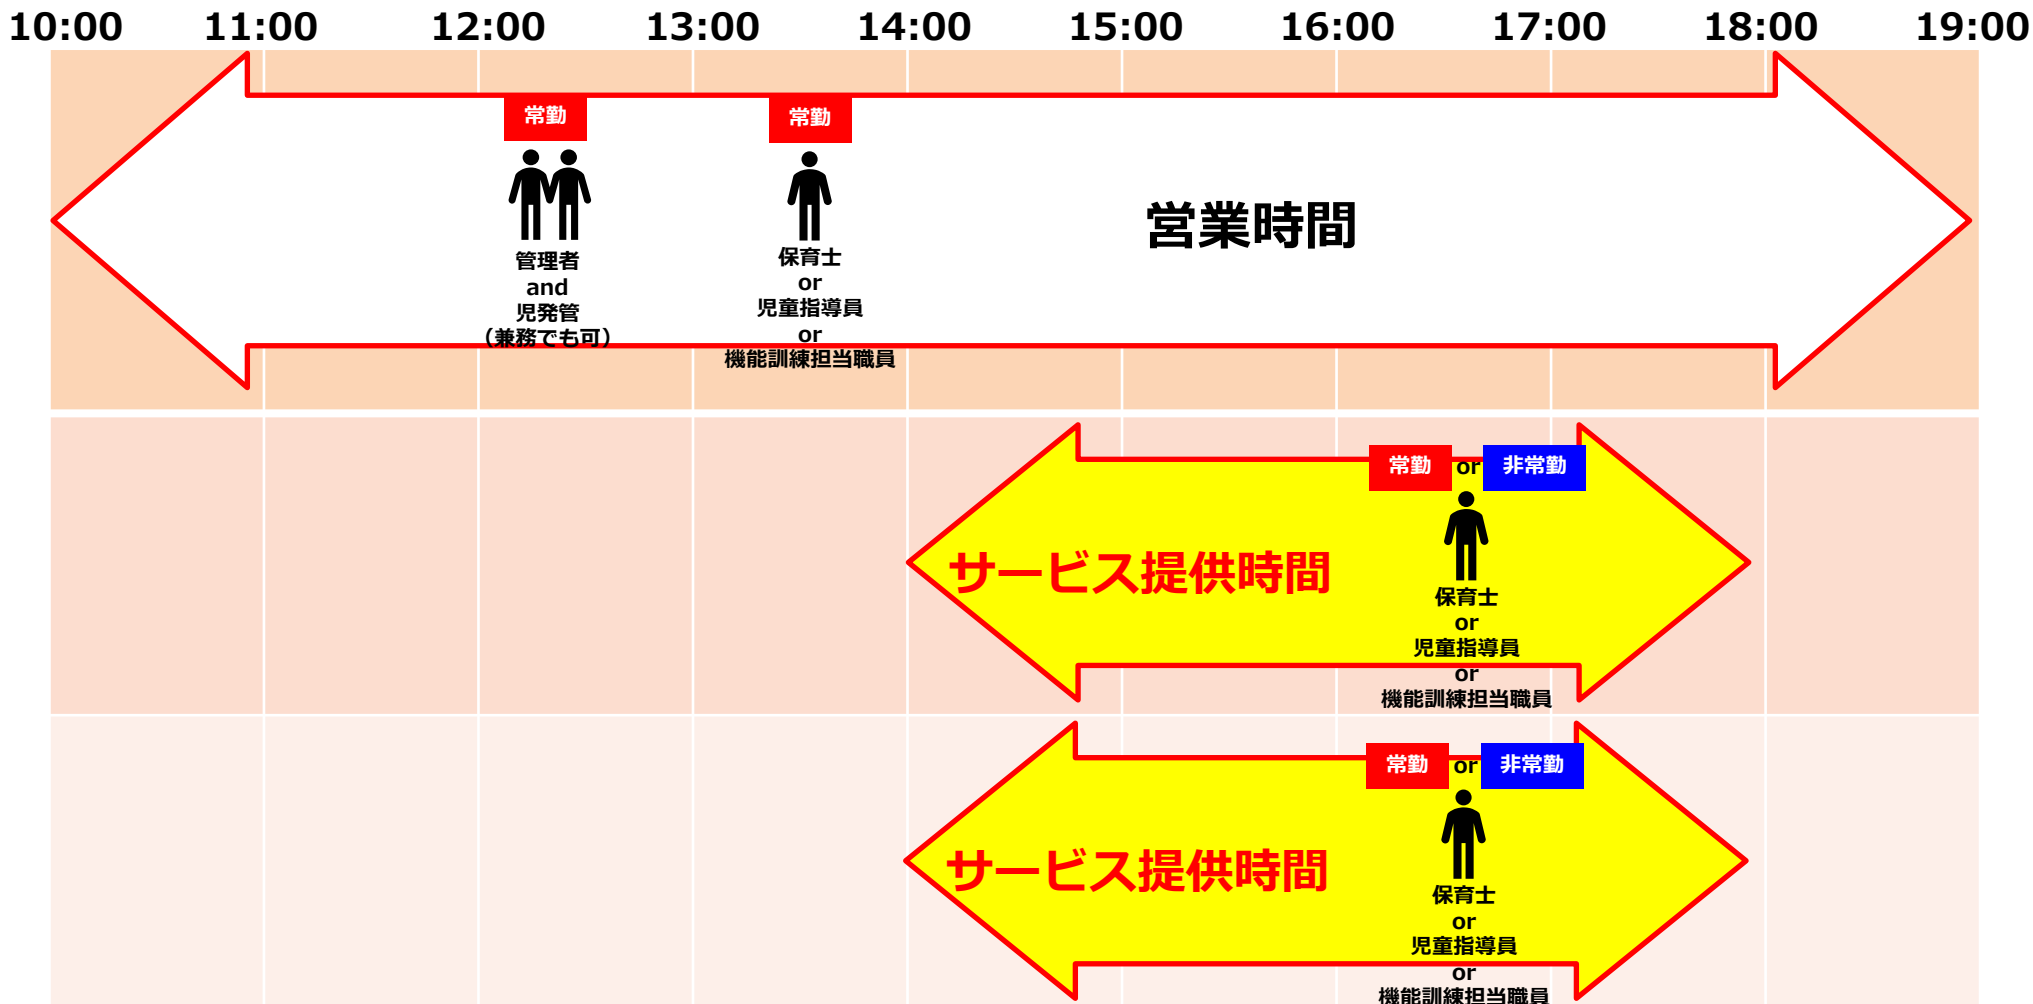 10:00 11:00 12:00 13:00 14:00 15:00 16:00 17:00 18:00 19:00
常勤
管理者
and
児発管
（兼務でも可）
常勤
保育士
or
児童指導員
or
機能訓練担当職員
営業時間
サービス提供時間
常勤 or 非常勤
保育士
or
児童指導員
or
機能訓練担当職員
サービス提供時間
常勤 or 非常勤
保育士
or
児童指導員
or
機能訓練担当職員